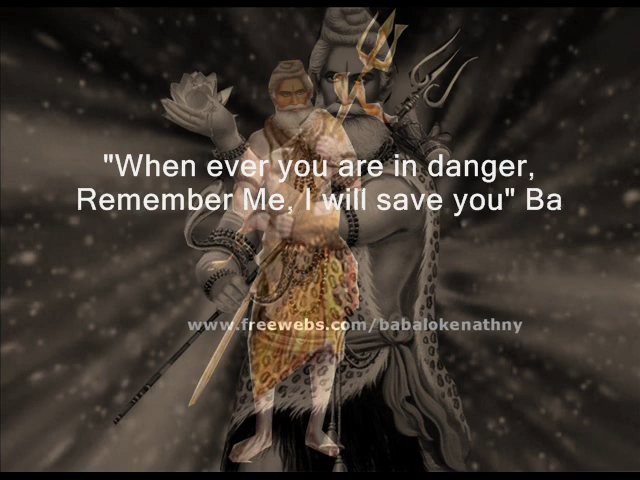 "When ever you are in danger,
Remember Me, I will save you" Ba
www.freewebs.com/babalokenathny